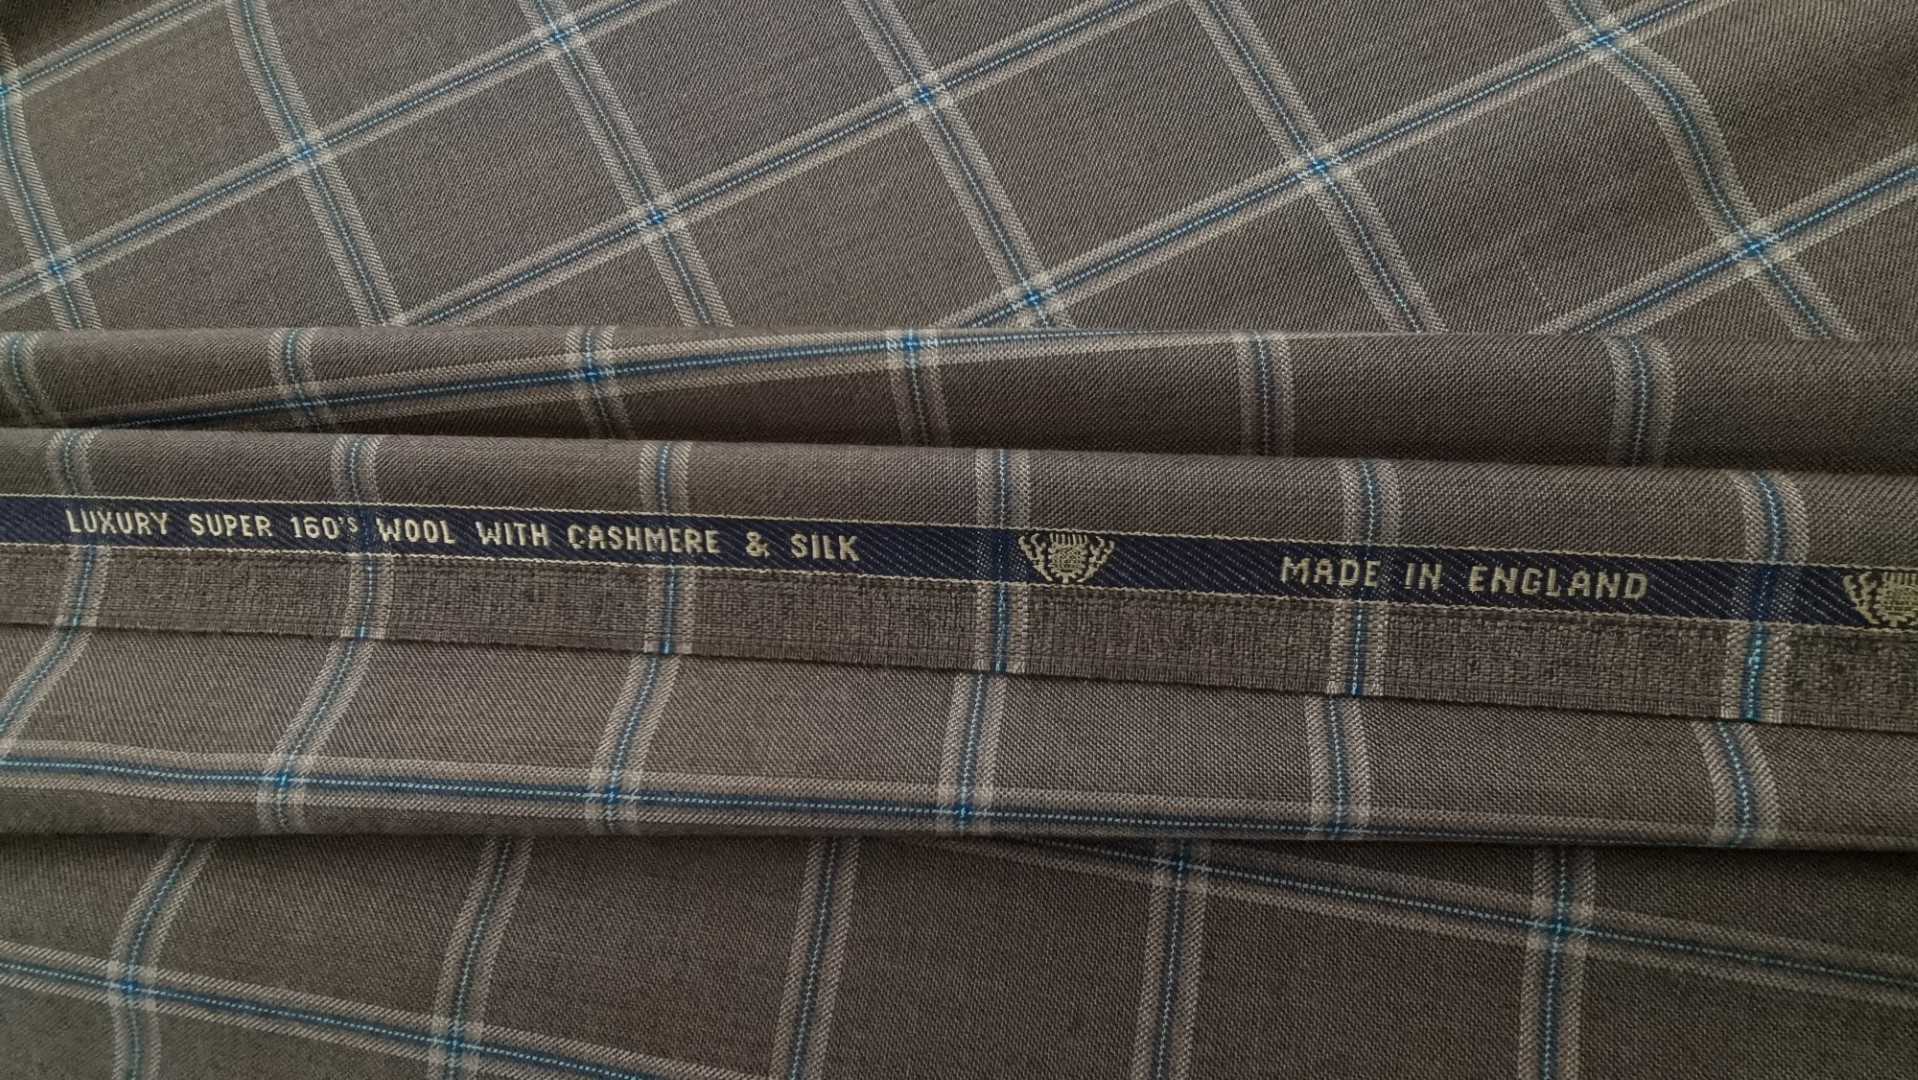 LUXURY SUPER 160's WOOL WITH CASHMERE & SILK MADE IN ENGLAND